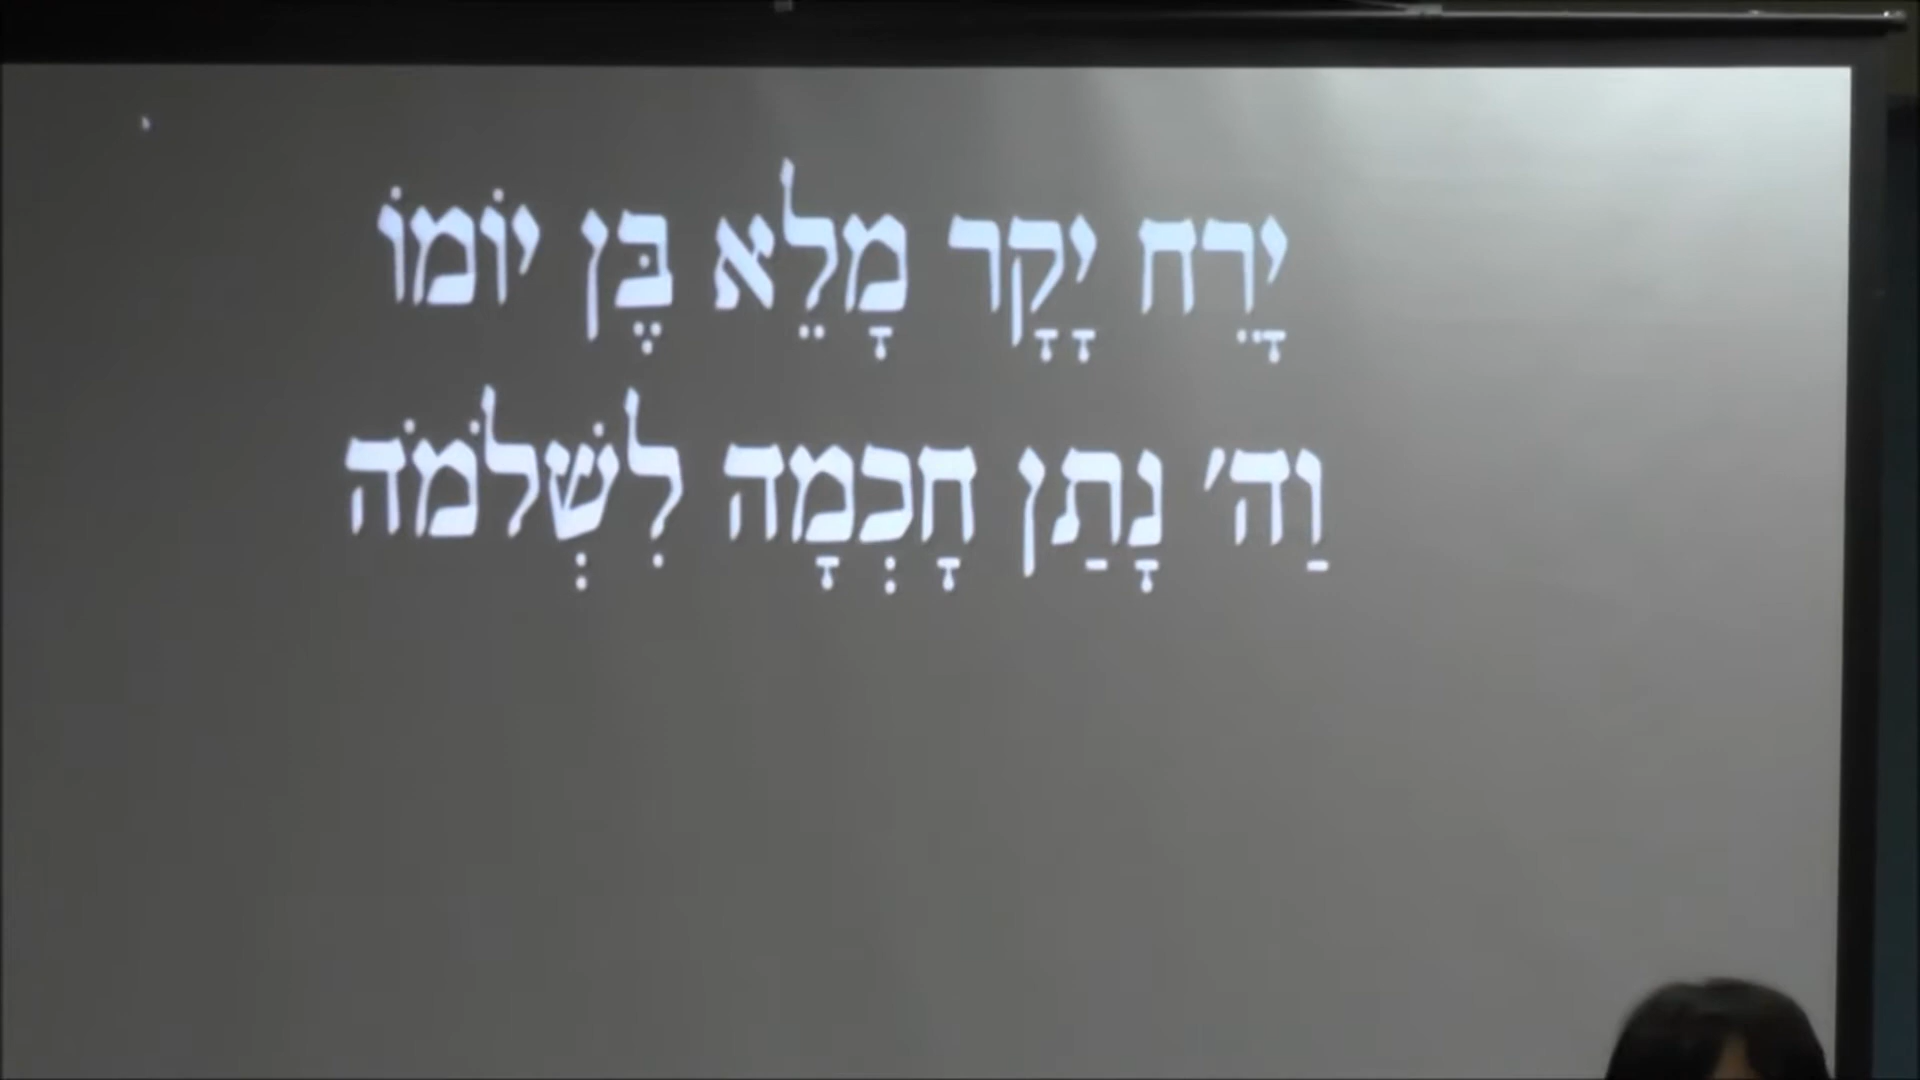 יָרֵחַ יָקָר מָלֵא בֶּן יוֹמוֹ
וַה' נָתַן חָכְמָה לִשְׁלֹמֹה